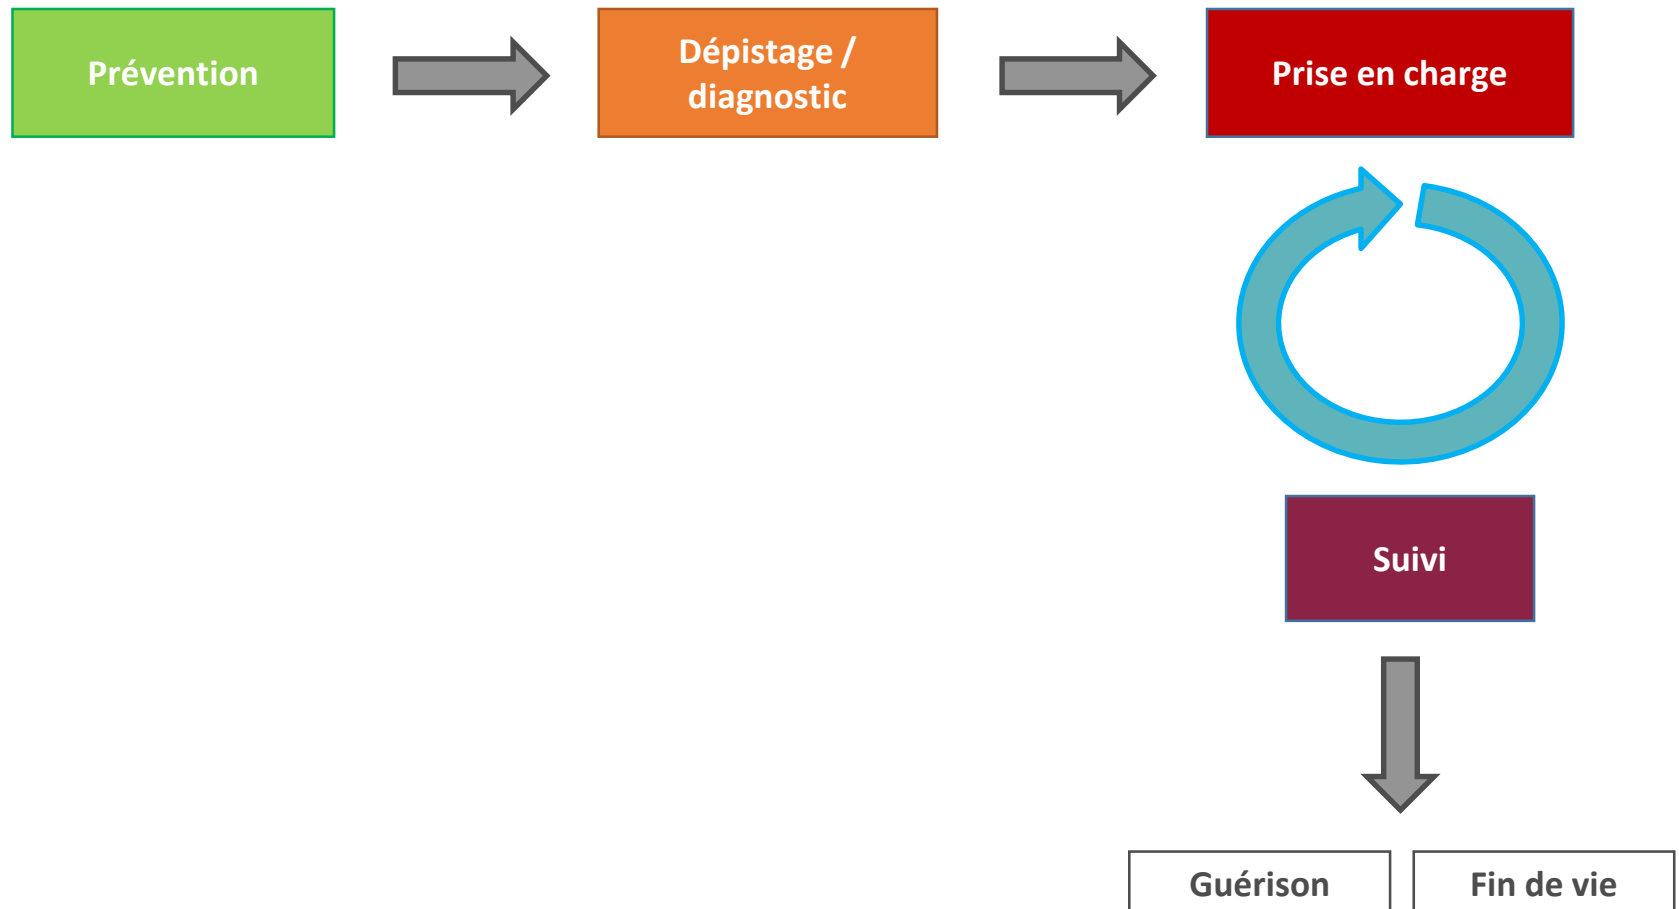 Prévention
Dépistage /
diagnostic
Prise en charge
Suivi
Guérison
Fin de vie